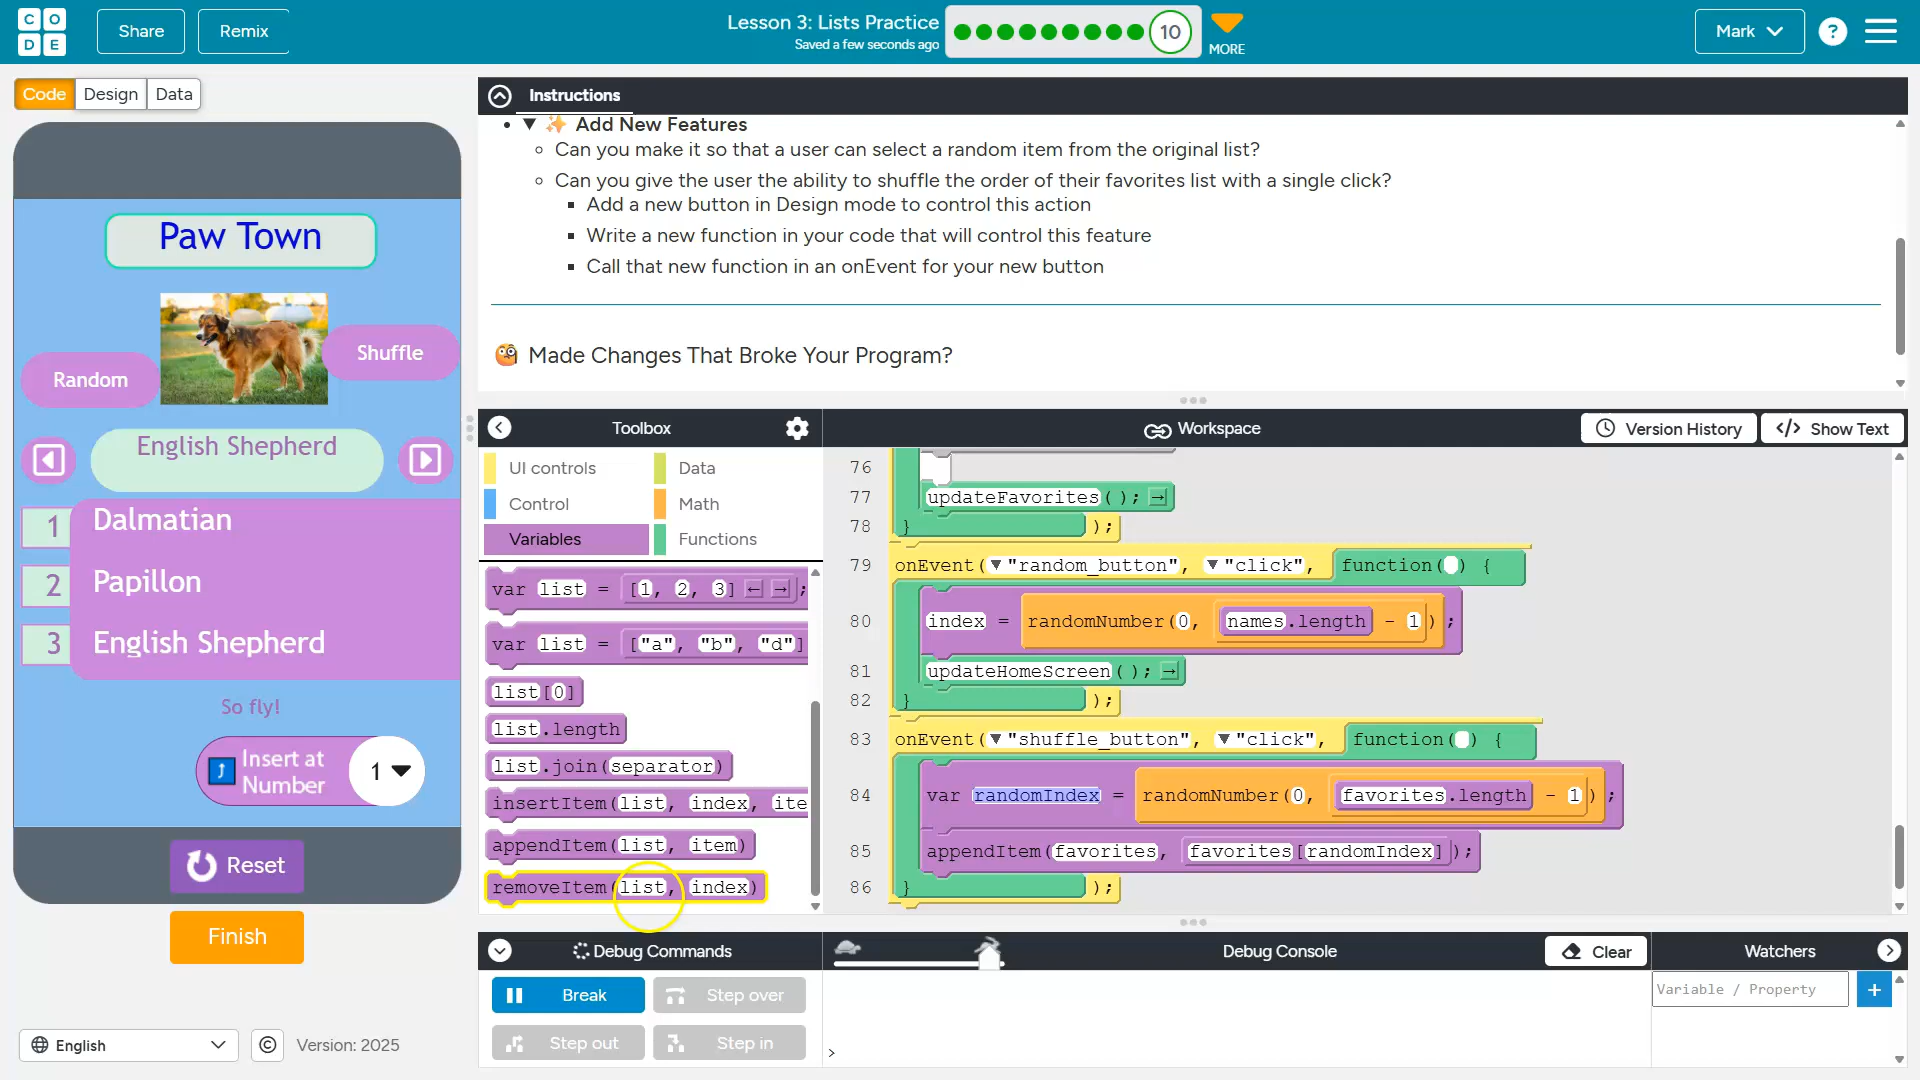 CO
DE
Share
Remix
Lesson 3: Lists Practice
Saved a few seconds ago
10
MORE
Mark
?
Code
Design
Data
Instructions
Add New Features
Can you make it so that a user can select a random item from the original list?
Can you give the user the ability to shuffle the order of their favorites list with a single click?
Add a new button in Design mode to control this action
Write a new function in your code that will control this feature
Call that new function in an onEvent for your new button
Made Changes That Broke Your Program?
Paw Town
Random
Shuffle
English Shepherd
1 Dalmatian
2 Papillon
3 English Shepherd
So fly!
Insert at
Number
1
Reset
Finish
English
© Version: 2025
Toolbox
UI controls
Data
Control
Math
Variables
Functions
var list = [1, 2, 3] ;
var list = ["a", "b", "d"]
list[0]
list.length
list.join(separator)
insertItem(list, index, ite
appendItem(list, item)
removeItem(list, index)
Workspace
Version History
</> Show Text
76
77 updateFavorites();
78 } );
79 onEvent("random_button", "click", function( ) {
80 index = randomNumber(0, names.length - 1);
81 updateHomeScreen();
82 } );
83 onEvent("shuffle_button", "click", function( ) {
84 var randomIndex = randomNumber(0, favorites.length - 1);
85 appendItem(favorites, favorites[randomIndex]);
86 } );
Debug Commands
Break
Step over
Step out
Step in
Debug Console
Clear
>
Watchers
Variable / Property
+